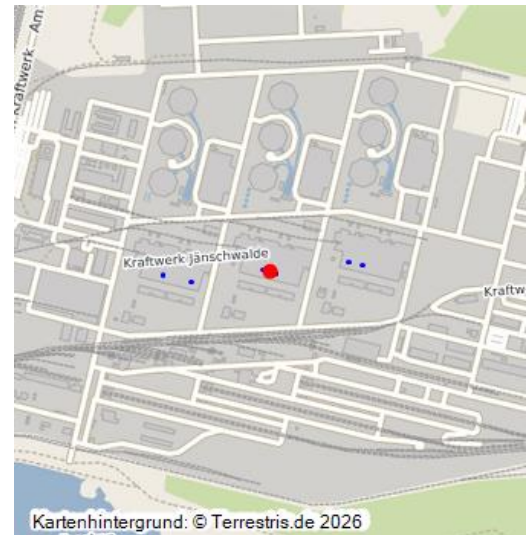 Kraftwerk – Am
Kraftwerk Jänschwalde
Kraftw
Kartenhintergrund: © Terrestris.de 2026